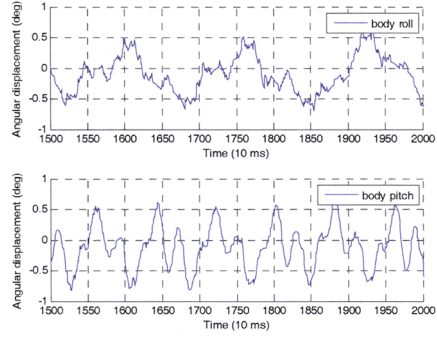 Angular displacement (deg)
1
0.5
0
-0.5
-1
body roll
1500 1550 1600 1650 1700 1750 1800 1850 1900 1950 2000
Time (10 ms)
Angular displacement (deg)
1
0.5
0
-0.5
-1
body pitch
1500 1550 1600 1650 1700 1750 1800 1850 1900 1950 2000
Time (10 ms)